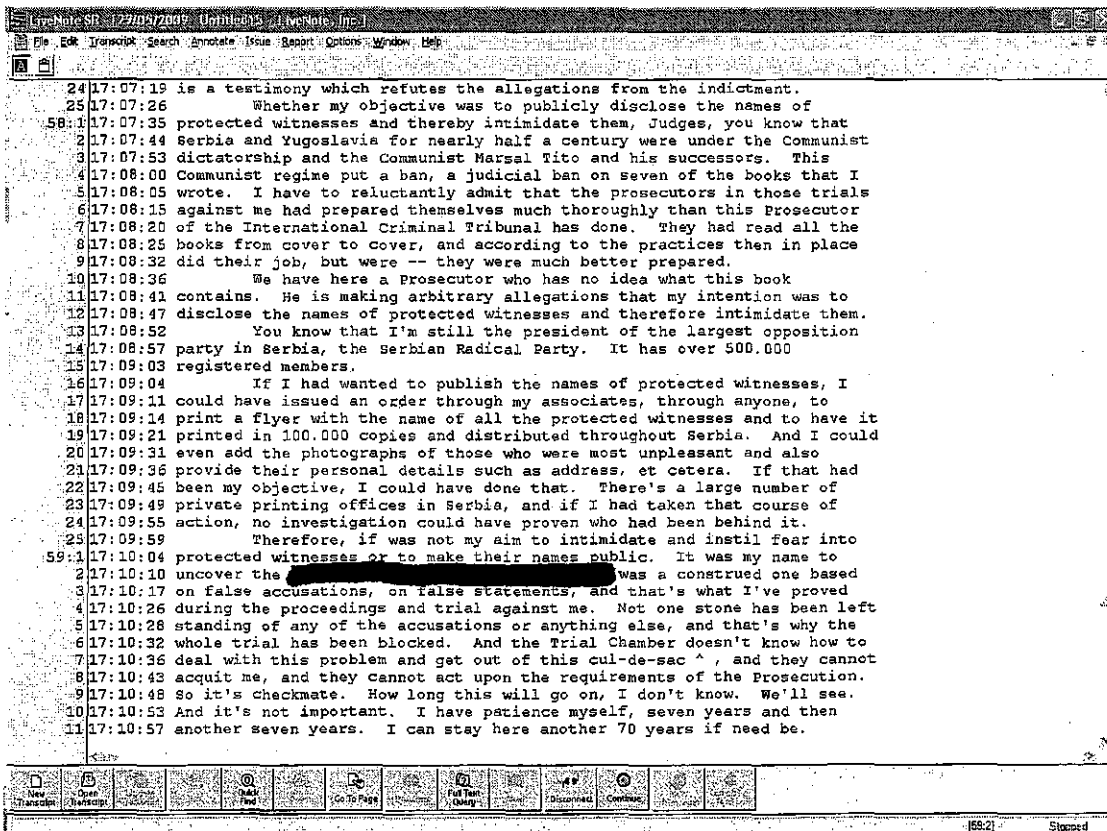 LiveNote SR - [29/05/2009 Untitled15 - LiveNote, Inc.]
File Edit Transcript Search Annotate Issue Report Options Window Help
24 17:07:19 is a testimony which refutes the allegations from the indictment.
25 17:07:26 Whether my objective was to publicly disclose the names of
58:1 17:07:35 protected witnesses and thereby intimidate them, Judges, you know that
2 17:07:44 Serbia and Yugoslavia for nearly half a century were under the Communist
3 17:07:53 dictatorship and the Communist Marsal Tito and his successors. This
4 17:08:00 Communist regime put a ban, a judicial ban on seven of the books that I
5 17:08:05 wrote. I have to reluctantly admit that the prosecutors in those trials
6 17:08:15 against me had prepared themselves much thoroughly than this Prosecutor
7 17:08:20 of the International Criminal Tribunal has done. They had read all the
8 17:08:25 books from cover to cover, and according to the practices then in place
9 17:08:32 did their job, but were -- they were much better prepared.
10 17:08:36 We have here a Prosecutor who has no idea what this book
11 17:08:41 contains. He is making arbitrary allegations that my intention was to
12 17:08:47 disclose the names of protected witnesses and therefore intimidate them.
13 17:08:52 You know that I'm still the president of the largest opposition
14 17:08:57 party in Serbia, the Serbian Radical Party. It has over 500.000
15 17:09:03 registered members.
16 17:09:04 If I had wanted to publish the names of protected witnesses, I
17 17:09:11 could have issued an order through my associates, through anyone, to
18 17:09:14 print a flyer with the name of all the protected witnesses and to have it
19 17:09:21 printed in 100.000 copies and distributed throughout Serbia. And I could
20 17:09:31 even add the photographs of those who were most unpleasant and also
21 17:09:36 provide their personal details such as address, et cetera. If that had
22 17:09:45 been my objective, I could have done that. There's a large number of
23 17:09:49 private printing offices in Serbia, and if I had taken that course of
24 17:09:55 action, no investigation could have proven who had been behind it.
25 17:09:59 Therefore, if was not my aim to intimidate and instil fear into
59:1 17:10:04 protected witnesses or to make their names public. It was my name to
2 17:10:10 uncover the was a construed one based
3 17:10:17 on false accusations, on false statements, and that's what I've proved
4 17:10:26 during the proceedings and trial against me. Not one stone has been left
5 17:10:28 standing of any of the accusations or anything else, and that's why the
6 17:10:32 whole trial has been blocked. And the Trial Chamber doesn't know how to
7 17:10:36 deal with this problem and get out of this cul-de-sac ^ , and they cannot
8 17:10:43 acquit me, and they cannot act upon the requirements of the Prosecution.
9 17:10:48 So it's checkmate. How long this will go on, I don't know. We'll see.
10 17:10:53 And it's not important. I have patience myself, seven years and then
11 17:10:57 another seven years. I can stay here another 70 years if need be.
New Transcript Open Transcript Quick Find Go To Page Full Text Query Disconnect Continue
[59:2] Stopped